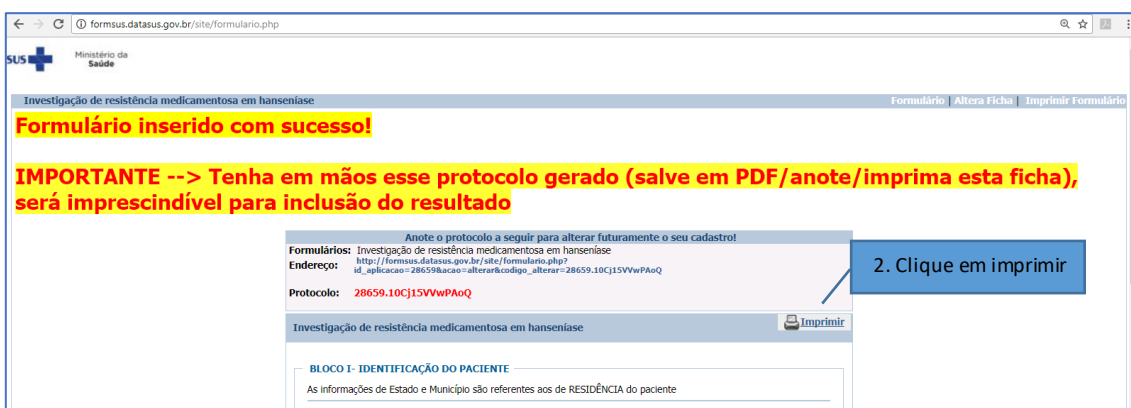 formsus.datasus.gov.br/site/formulario.php
SUS
Ministério da
Saúde
Investigação de resistência medicamentosa em hanseníase
Formulário | Altera Ficha | Imprimir Formulário
Formulário inserido com sucesso!
IMPORTANTE --> Tenha em mãos esse protocolo gerado (salve em PDF/anote/imprima esta ficha),
será imprescindível para inclusão do resultado
Anote o protocolo a seguir para alterar futuramente o seu cadastro!
Formulários: Investigação de resistência medicamentosa em hanseníase
Endereço: http://formsus.datasus.gov.br/site/formulario.php?
id_aplicacao=28659&acao=alterar&codigo_alterar=28659.10Cj15VVwPAoQ
Protocolo: 28659.10Cj15VVwPAoQ
2. Clique em imprimir
Investigação de resistência medicamentosa em hanseníase
Imprimir
BLOCO I- IDENTIFICAÇÃO DO PACIENTE
As informações de Estado e Município são referentes aos de RESIDÊNCIA do paciente